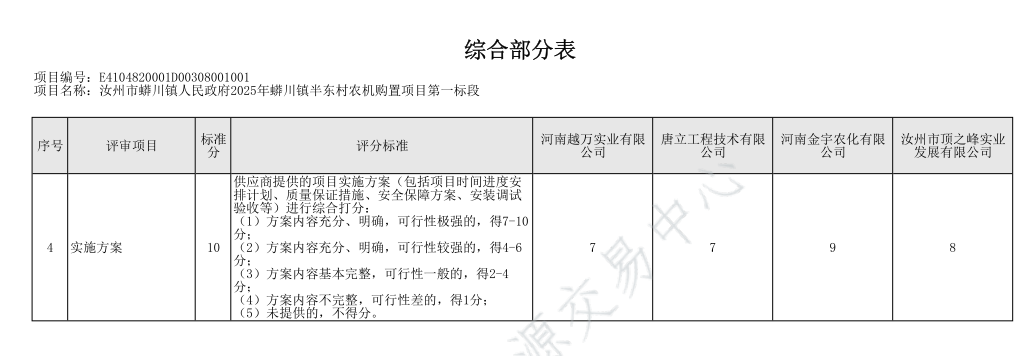 综合部分表
项目编号：E4104820001D00308001001
项目名称：汝州市蟒川镇人民政府2025年蟒川镇半东村农机购置项目第一标段
序号
评审项目
标准
分
评分标准
河南越万实业有限
公司
唐立工程技术有限
公司
河南金宇农化有限
公司
汝州市顶之峰实业
发展有限公司
4
实施方案
10
供应商提供的项目实施方案（包括项目时间进度安
排计划、质量保证措施、安全保障方案、安装调试
验收等）进行综合打分：
（1）方案内容充分、明确，可行性极强的，得7-10
分；
（2）方案内容充分、明确，可行性较强的，得4-6
分；
（3）方案内容基本完整，可行性一般的，得2-4
分；
（4）方案内容不完整，可行性差的，得1分；
（5）未提供的，不得分。
7
7
9
8
源交易中心